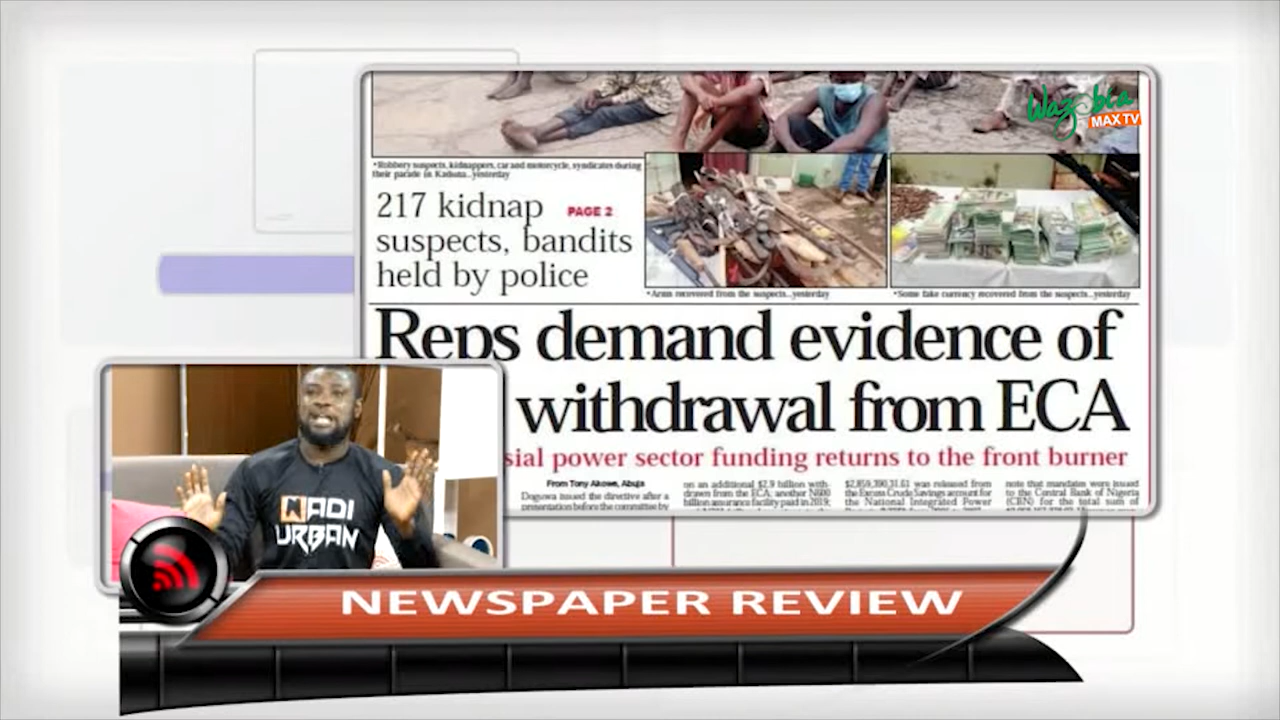 Wazobia
MAX TV
*Robbery suspects, kidnappers, car and motorcycle, syndicates during
their parade in Kaduna...yesterday
217 kidnap
PAGE 2
suspects, bandits
held by police
*Arms recovered from the suspects...yesterday
*Some fake currency recovered from the suspects...yesterday
Reps demand evidence of
withdrawal from ECA
sial power sector funding returns to the front burner
From Tony Akowe, Abuja
Doguwa issued the directive after a
presentation before the committee by
on an additional $2.9 billion with-
drawn from the ECA; another N600
billion assurance facility paid in 2019;
$2,859,390,31.61 was released from
the Excess Crude Savings account for
the National Integrated Power
note that mandates were issued
to the Central Bank of Nigeria
(CBN) for the total sum of
NADI
URBAN
NEWSPAPER REVIEW